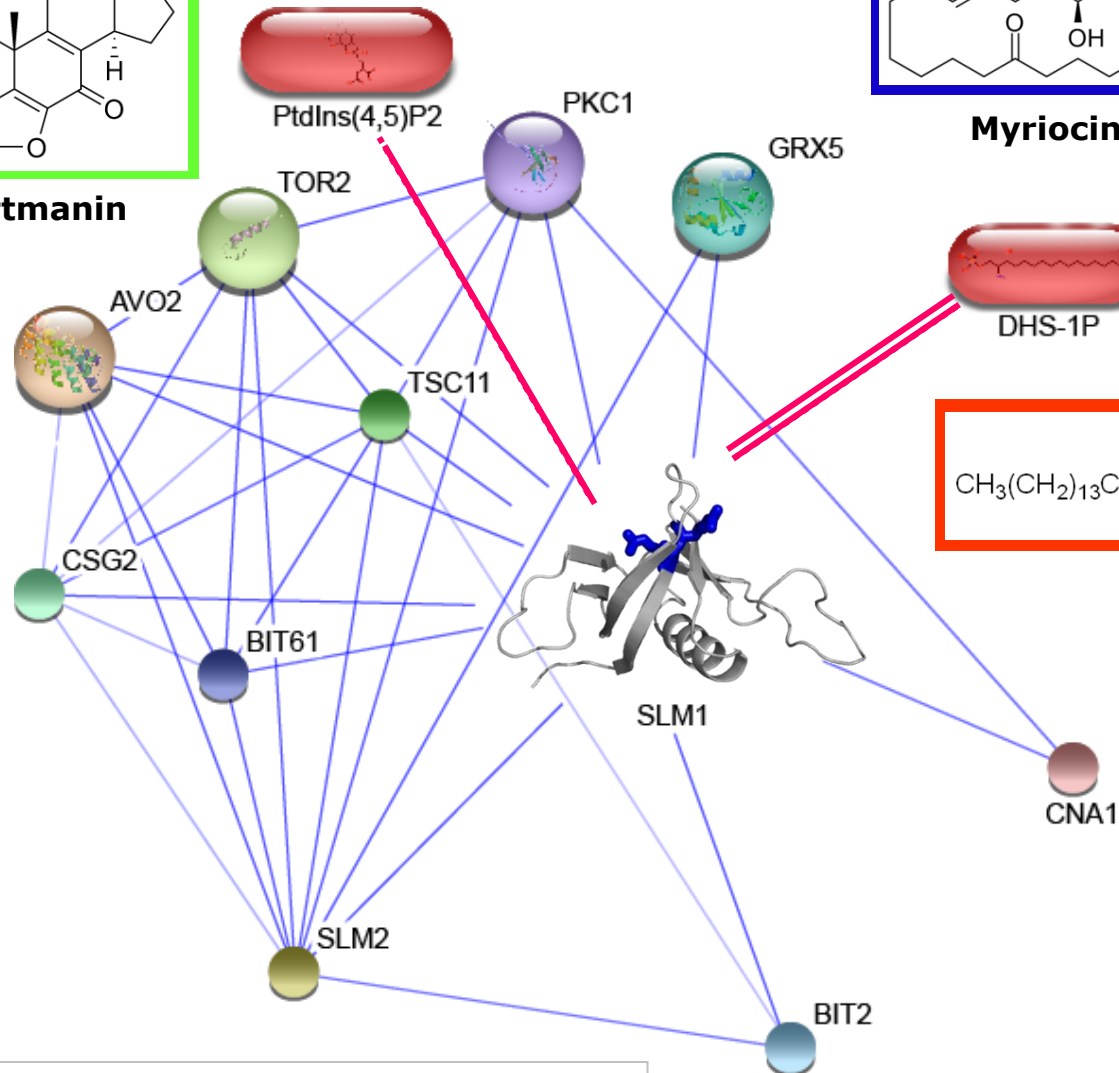 H
O
O
rtmanin
PtdIns(4,5)P2
PKC1
O
OH
Myriocin
GRX5
TOR2
AVO2
DHS-1P
TSC11
CH3(CH2)13C
CSG2
BIT61
SLM1
CNA1
SLM2
BIT2